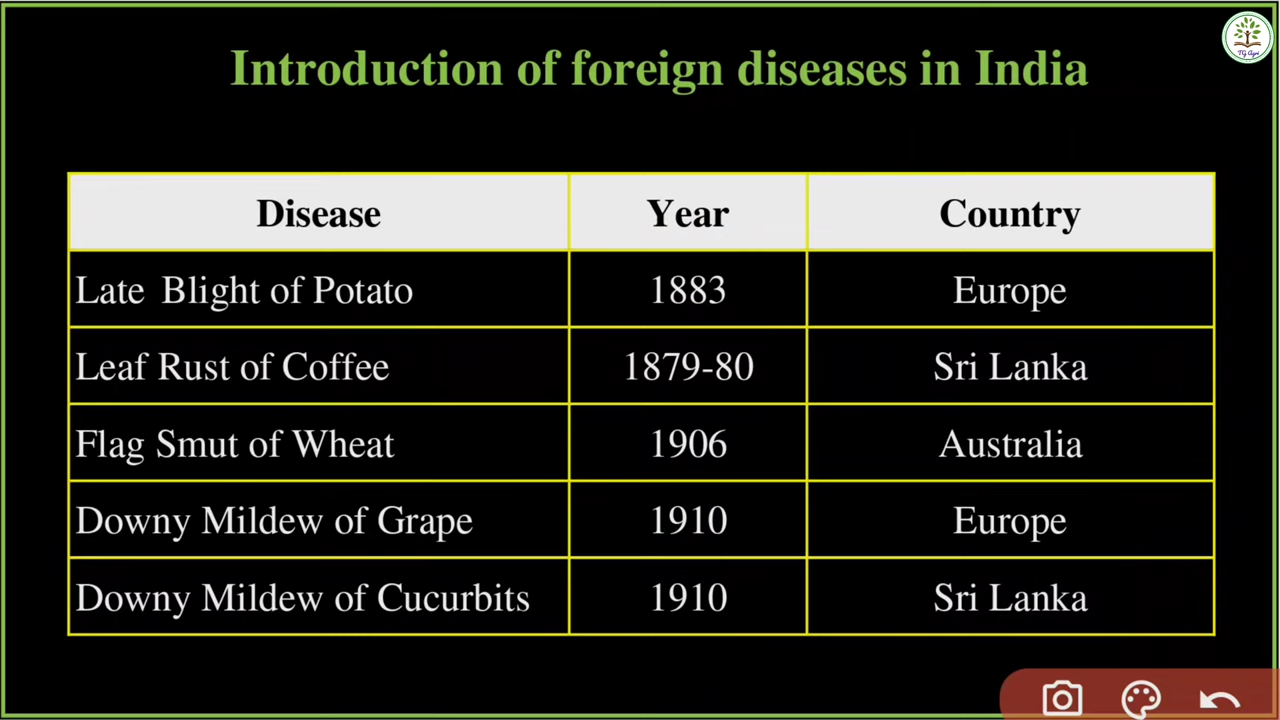 TG Agri
Introduction of foreign diseases in India
Disease Year Country
Late Blight of Potato 1883 Europe
Leaf Rust of Coffee 1879-80 Sri Lanka
Flag Smut of Wheat 1906 Australia
Downy Mildew of Grape 1910 Europe
Downy Mildew of Cucurbits 1910 Sri Lanka